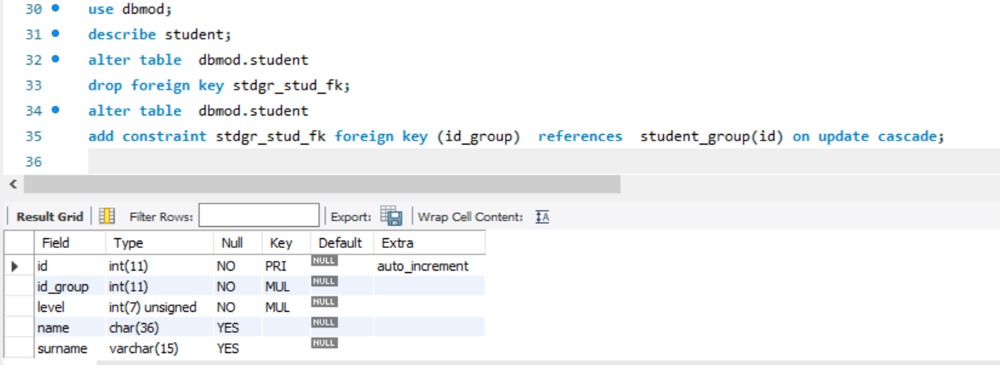 30 use dbmod;
31 describe student;
32 alter table  dbmod.student
33 drop foreign key stdgr_stud_fk;
34 alter table  dbmod.student
35 add constraint stdgr_stud_fk foreign key (id_group)  references  student_group(id) on update cascade;
36
Result Grid Filter Rows: Export: Wrap Cell Content: IA
Field Type Null Key Default Extra
id int(11) NO PRI NULL auto_increment
id_group int(11) NO MUL NULL
level int(7) unsigned NO MUL NULL
name char(36) YES NULL
surname varchar(15) YES NULL